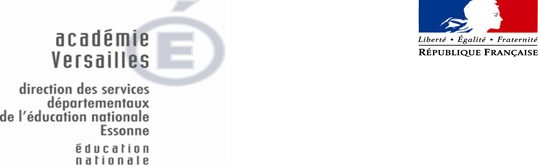 académie
Versailles
direction des services
départementaux
de l'éducation nationale
Essonne
éducation
nationale
Liberté • Égalité • Fraternité
RÉPUBLIQUE FRANÇAISE